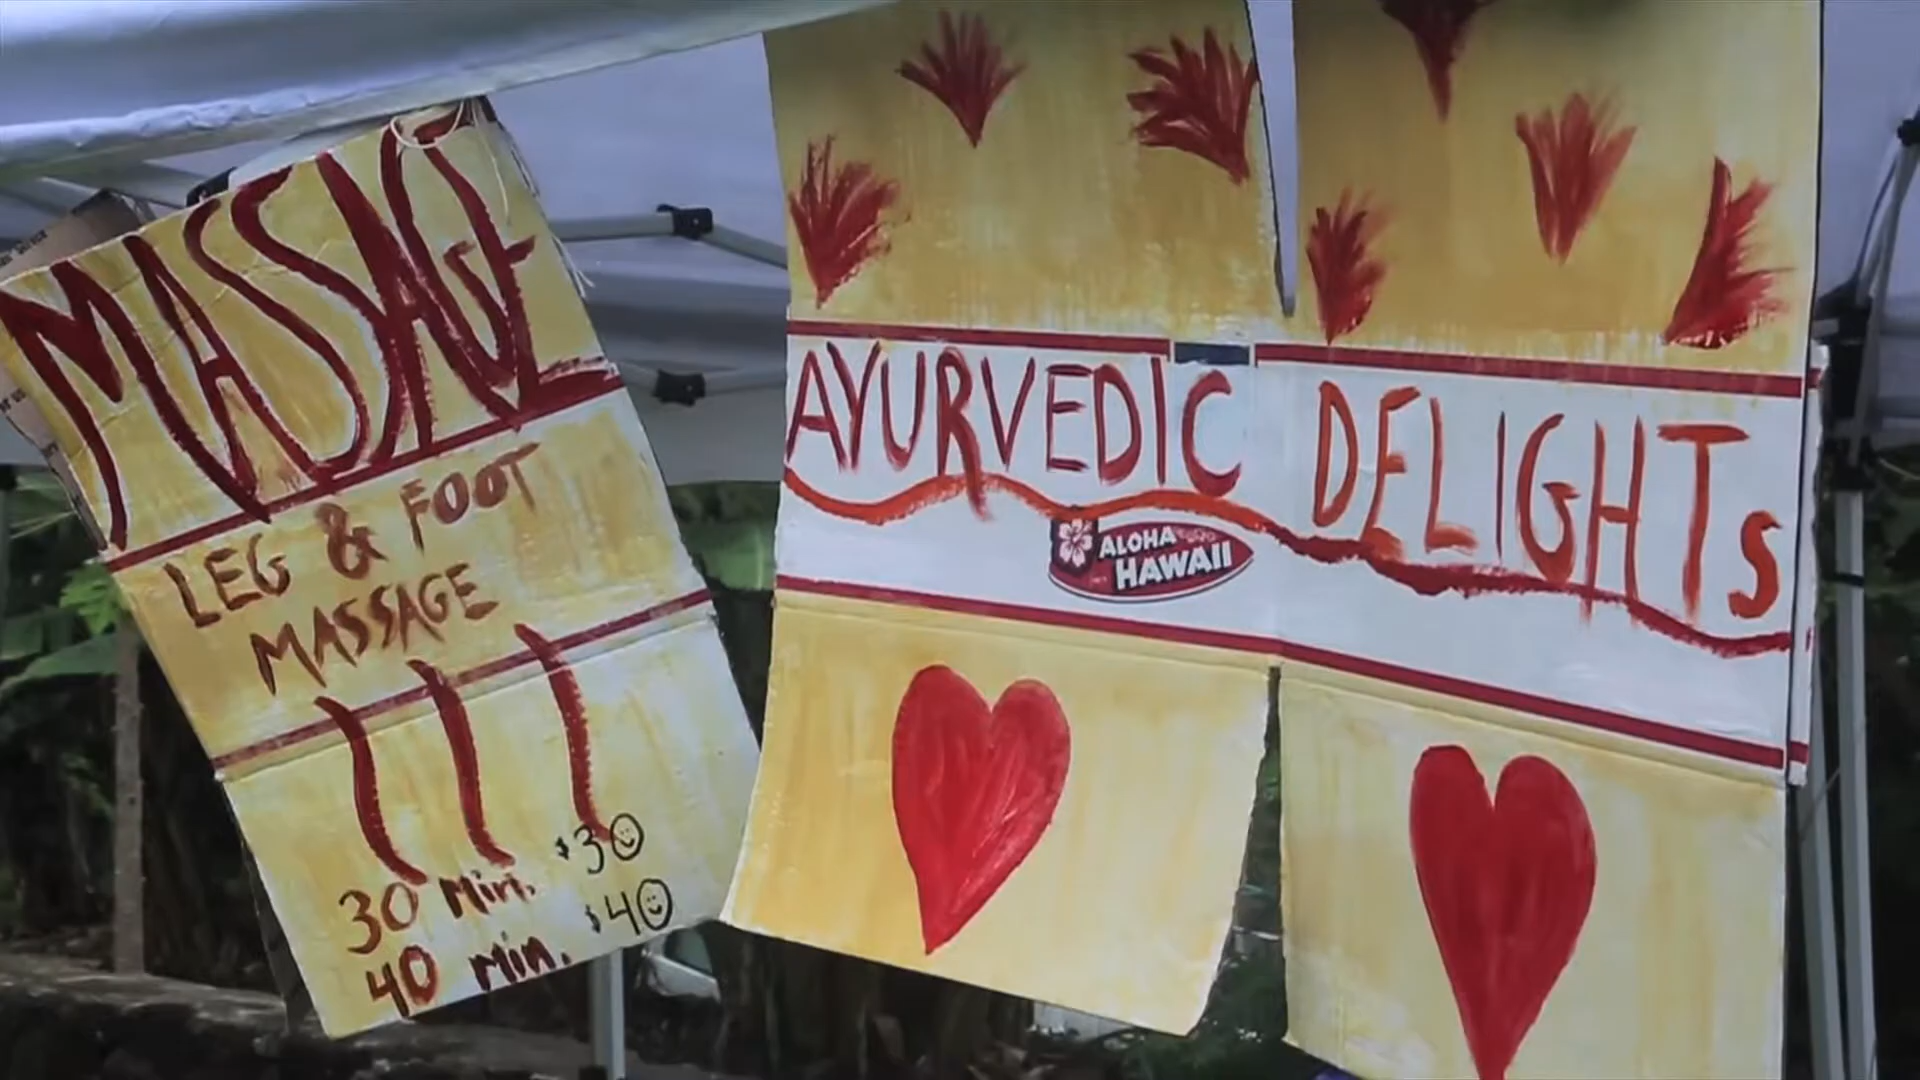 MASSAGE
LEG & FOOT
MASSAGE
30 Min. $30
40 Min. $40
AYURVEDIC DELIGHTs
ALOHA
HAWAII